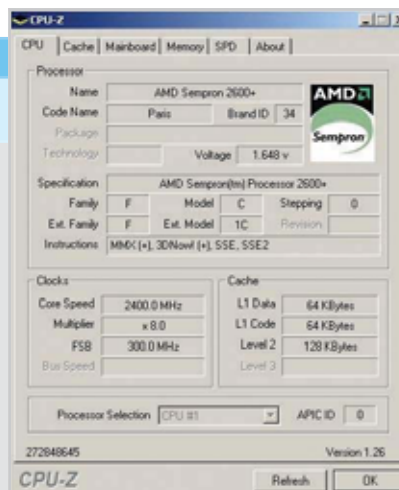 CPU-Z
CPU Cache Mainboard Memory SPD About
Processor
Name AMD Sempron 2600+
AMD
Code Name Paris Brand ID 34
Package
Technology Voltage 1.648 v
Sempron
Specification AMD Sempron(tm) Processor 2600+
Family F Model C Stepping 0
Ext. Family F Ext. Model 1C Revision
Instructions MMX (+), 3DNow! (+), SSE, SSE2
Clocks Cache
Core Speed 2400.0 MHz L1 Data 64 KBytes
Multiplier x 8.0 L1 Code 64 KBytes
FSB 300.0 MHz Level 2 128 KBytes
Bus Speed Level 3
Processor Selection CPU #1 APIC ID 0
272848645 Version 1.26
CPU-Z Refresh OK